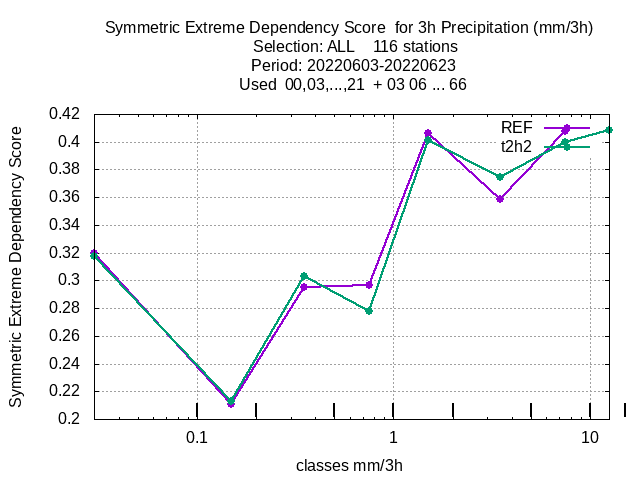 Symmetric Extreme Dependency Score  for 3h Precipitation (mm/3h)
Selection: ALL    116 stations
Period: 20220603-20220623
Used  00,03,...,21  + 03 06 ... 66
Symmetric Extreme Dependency Score
0.42
0.4
0.38
0.36
0.34
0.32
0.3
0.28
0.26
0.24
0.22
0.2
REF
t2h2
0.1
1
10
classes mm/3h